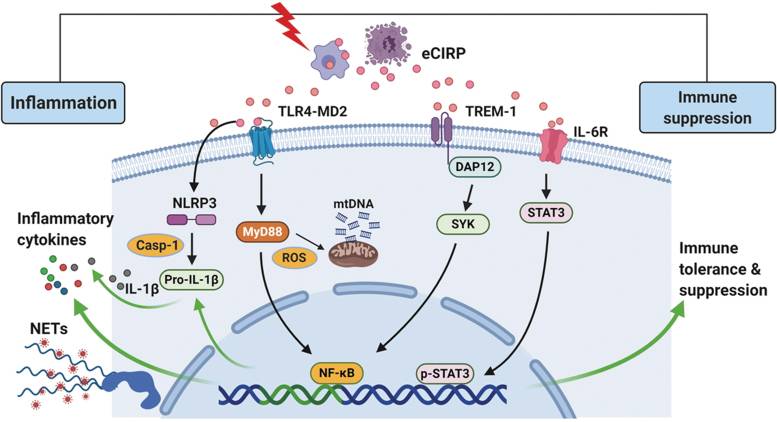 eCIRP
Inflammation
Immune
suppression
TLR4-MD2
TREM-1
IL-6R
DAP12
NLRP3
mtDNA
STAT3
Inflammatory
cytokines
Casp-1
MyD88
SYK
ROS
Immune
tolerance &
suppression
Pro-IL-1β
IL-1β
NETs
NF-κB
p-STAT3